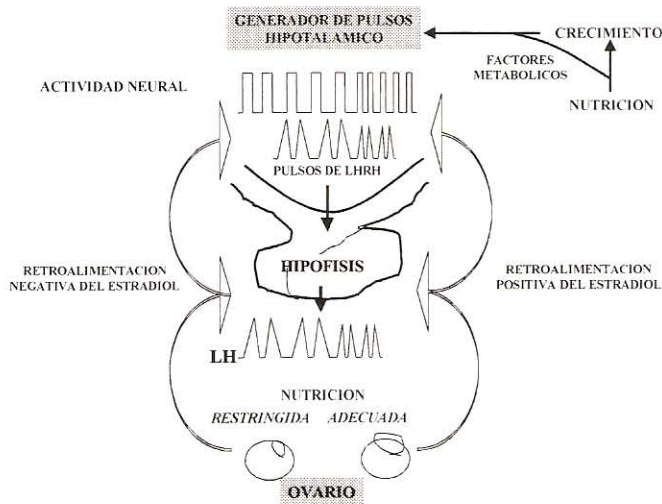 GENERADOR DE PULSOS
HIPOTALAMICO
CRECIMIENTO
FACTORES
METABOLICOS
NUTRICION
ACTIVIDAD NEURAL
PULSOS DE LHRH
HIPOFISIS
RETROALIMENTACION
NEGATIVA DEL ESTRADIOL
RETROALIMENTACION
POSITIVA DEL ESTRADIOL
LH
NUTRICION
RESTRINGIDA ADECUADA
OVARIO